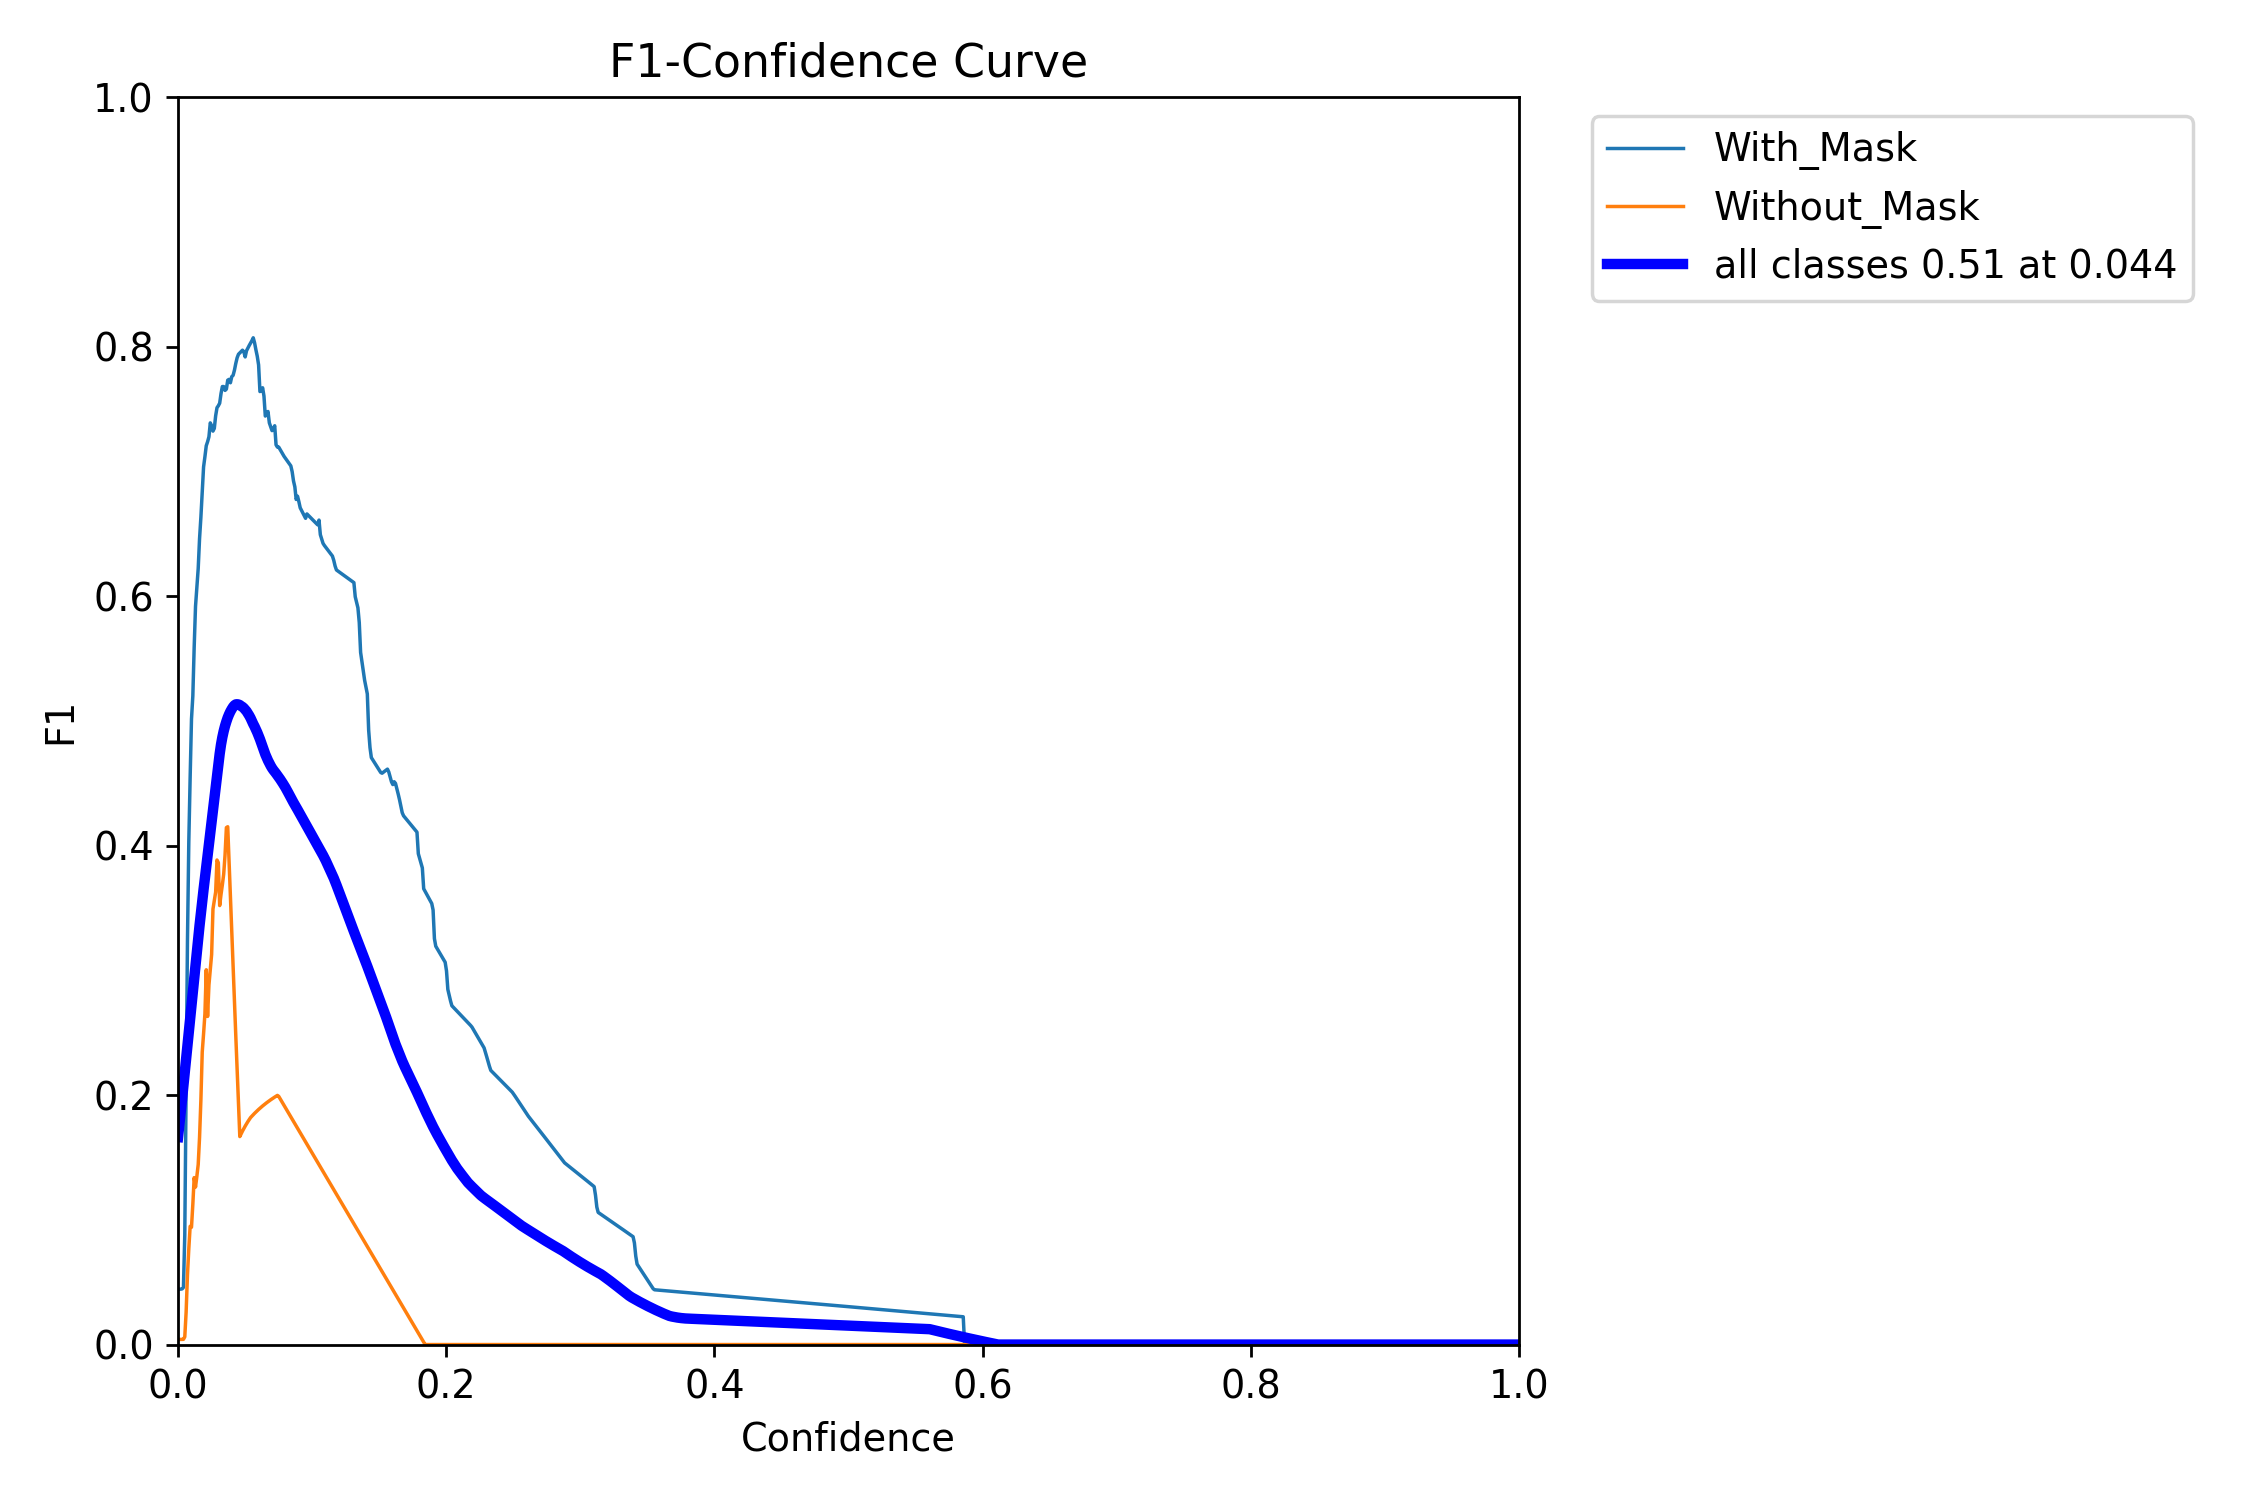 F1-Confidence Curve
With_Mask
Without_Mask
all classes 0.51 at 0.044
1.0
0.8
0.6
0.4
0.2
0.0
F1
0.0 0.2 0.4 0.6 0.8 1.0
Confidence